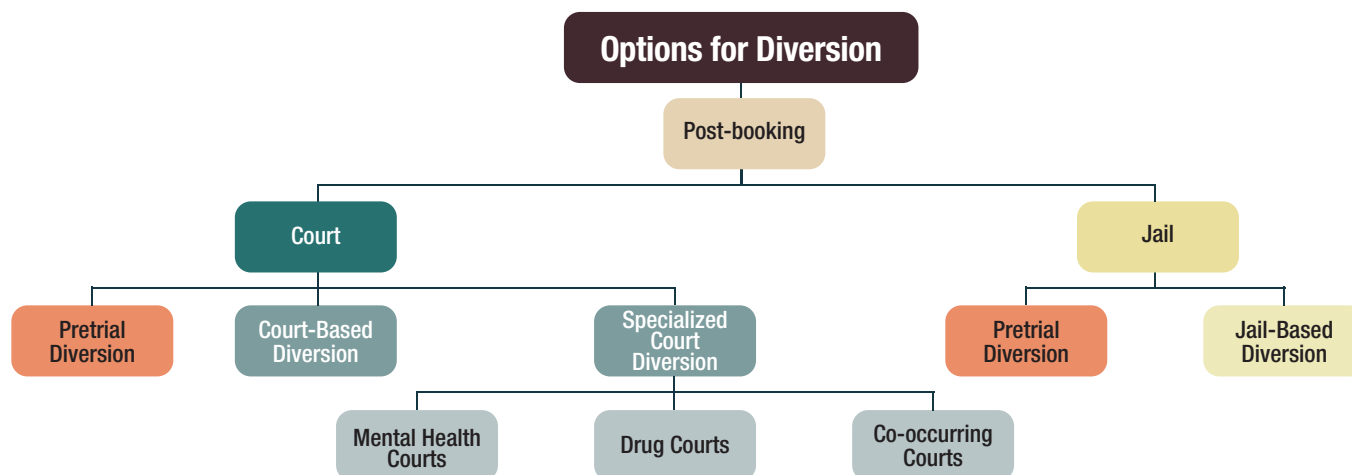 Options for Diversion
Post-booking
Court
Jail
Pretrial
Diversion
Court-Based
Diversion
Specialized
Court
Diversion
Pretrial
Diversion
Jail-Based
Diversion
Mental Health
Courts
Drug Courts
Co-occurring
Courts